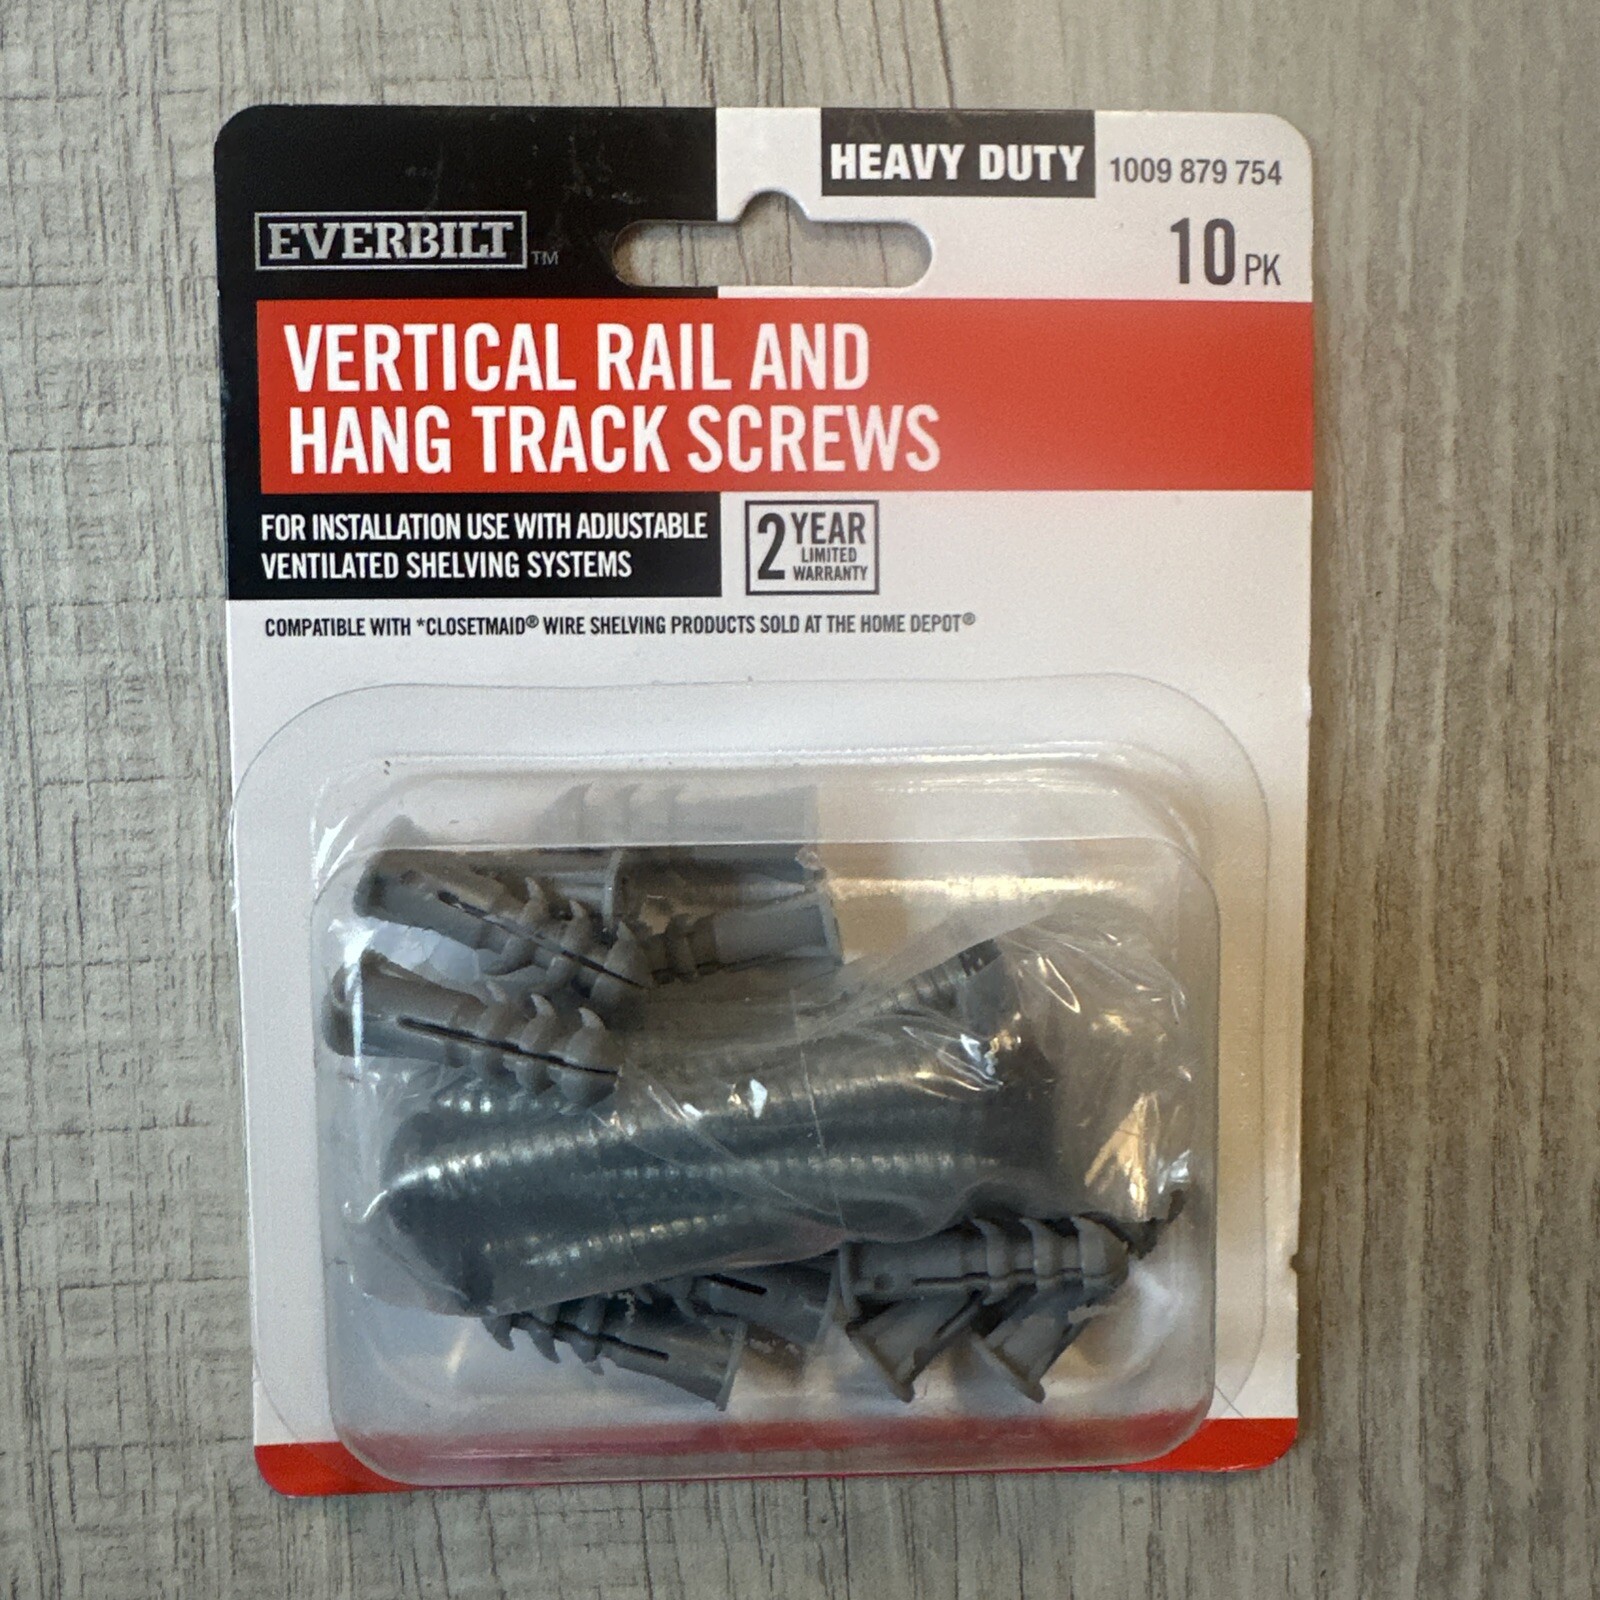 HEAVY DUTY 1009 879 754
EVERBILT™
10 PK
VERTICAL RAIL AND
HANG TRACK SCREWS
FOR INSTALLATION USE WITH ADJUSTABLE
VENTILATED SHELVING SYSTEMS
2 YEAR
LIMITED
WARRANTY
COMPATIBLE WITH *CLOSETMAID® WIRE SHELVING PRODUCTS SOLD AT THE HOME DEPOT®